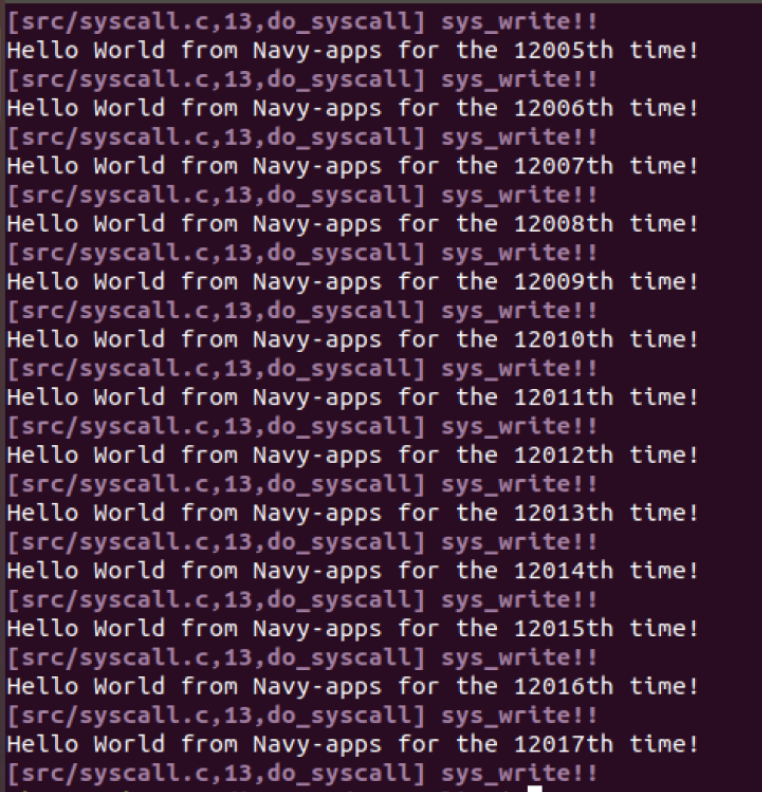 [src/syscall.c,13,do_syscall] sys_write!!
Hello World from Navy-apps for the 12005th time!
[src/syscall.c,13,do_syscall] sys_write!!
Hello World from Navy-apps for the 12006th time!
[src/syscall.c,13,do_syscall] sys_write!!
Hello World from Navy-apps for the 12007th time!
[src/syscall.c,13,do_syscall] sys_write!!
Hello World from Navy-apps for the 12008th time!
[src/syscall.c,13,do_syscall] sys_write!!
Hello World from Navy-apps for the 12009th time!
[src/syscall.c,13,do_syscall] sys_write!!
Hello World from Navy-apps for the 12010th time!
[src/syscall.c,13,do_syscall] sys_write!!
Hello World from Navy-apps for the 12011th time!
[src/syscall.c,13,do_syscall] sys_write!!
Hello World from Navy-apps for the 12012th time!
[src/syscall.c,13,do_syscall] sys_write!!
Hello World from Navy-apps for the 12013th time!
[src/syscall.c,13,do_syscall] sys_write!!
Hello World from Navy-apps for the 12014th time!
[src/syscall.c,13,do_syscall] sys_write!!
Hello World from Navy-apps for the 12015th time!
[src/syscall.c,13,do_syscall] sys_write!!
Hello World from Navy-apps for the 12016th time!
[src/syscall.c,13,do_syscall] sys_write!!
Hello World from Navy-apps for the 12017th time!
[src/syscall.c,13,do_syscall] sys_write!!